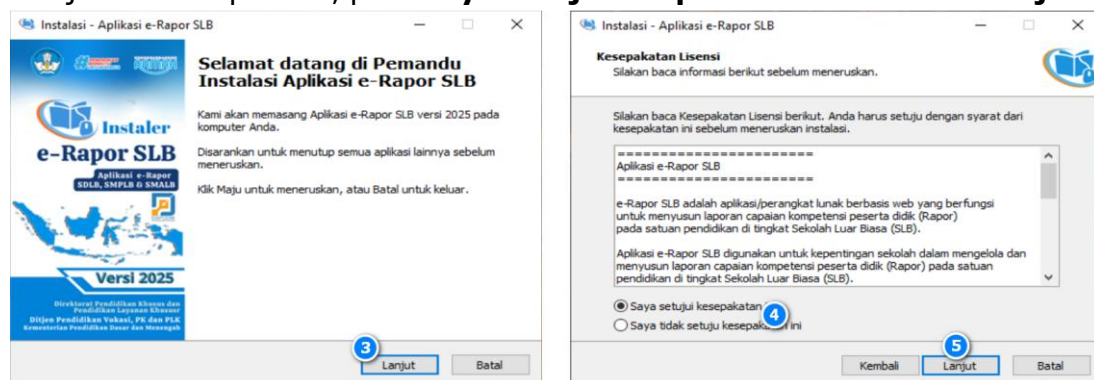 Instalasi - Aplikasi e-Rapor SLB
Selamat datang di Pemandu
Instalasi Aplikasi e-Rapor SLB
Kami akan memasang Aplikasi e-Rapor SLB versi 2025 pada
komputer Anda.
Disarankan untuk menutup semua aplikasi lainnya sebelum
meneruskan.
Klik Maju untuk meneruskan, atau Batal untuk keluar.
Instaler
e-Rapor SLB
Aplikasi e-Rapor
SDLB, SMPLB & SMALB
Versi 2025
Direktorat Pendidikan Khusus dan
Pendidikan Layanan Khusus
Ditjen Pendidikan Vokasi, PK dan PLK
Kementerian Pendidikan Dasar dan Menengah
3
Lanjut
Batal
Instalasi - Aplikasi e-Rapor SLB
Kesepakatan Lisensi
Silakan baca informasi berikut sebelum meneruskan.
Silakan baca Kesepakatan Lisensi berikut. Anda harus setuju dengan syarat dari
kesepakatan ini sebelum meneruskan instalasi.
========================
Aplikasi e-Rapor SLB
========================
e-Rapor SLB adalah aplikasi/perangkat lunak berbasis web yang berfungsi
untuk menyusun laporan capaian kompetensi peserta didik (Rapor)
pada satuan pendidikan di tingkat Sekolah Luar Biasa (SLB).
Aplikasi e-Rapor SLB digunakan untuk kepentingan sekolah dalam mengelola dan
menyusun laporan capaian kompetensi peserta didik (Rapor) pada satuan
pendidikan di tingkat Sekolah Luar Biasa (SLB).
Saya setujui kesepakatan
4
Saya tidak setuju kesepakatan ini
5
Kembali
Lanjut
Batal